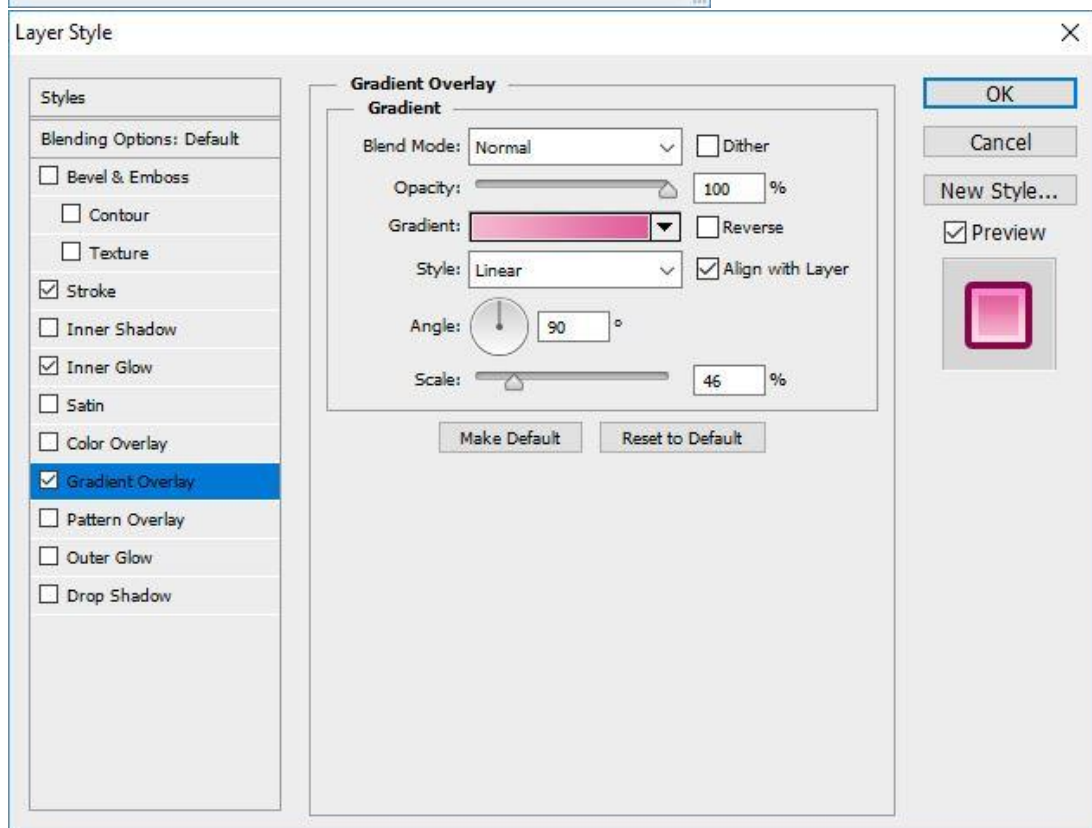 Layer Style
Styles
Blending Options: Default
Bevel & Emboss
Contour
Texture
Stroke
Inner Shadow
Inner Glow
Satin
Color Overlay
Gradient Overlay
Pattern Overlay
Outer Glow
Drop Shadow
Gradient Overlay
Gradient
Blend Mode: Normal Dither
Opacity: 100 %
Gradient: Reverse
Style: Linear Align with Layer
Angle: 90 °
Scale: 46 %
Make Default Reset to Default
OK
Cancel
New Style...
Preview